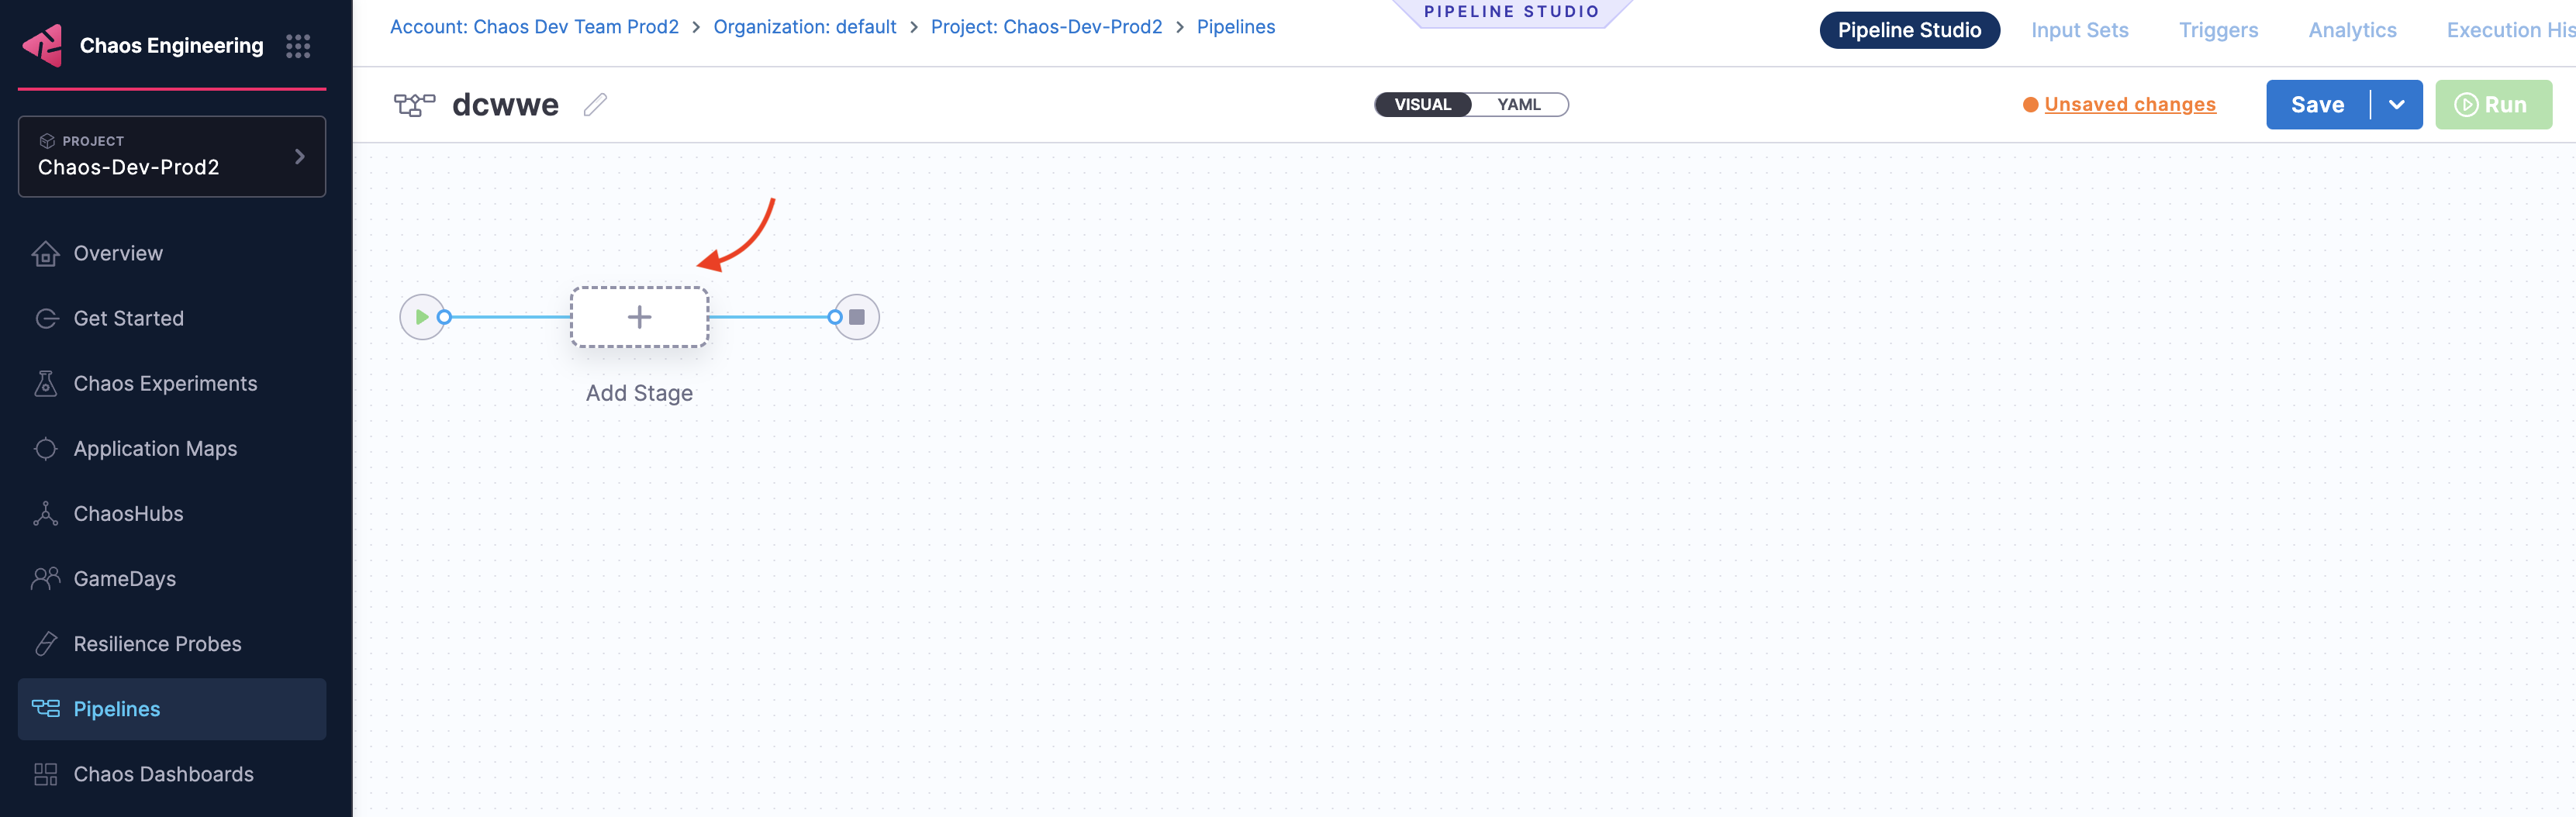 Chaos Engineering
PROJECT
Chaos-Dev-Prod2
Overview
Get Started
Chaos Experiments
Application Maps
ChaosHubs
GameDays
Resilience Probes
Pipelines
Chaos Dashboards
Account: Chaos Dev Team Prod2 > Organization: default > Project: Chaos-Dev-Prod2 > Pipelines
PIPELINE STUDIO
Pipeline Studio Input Sets Triggers Analytics Execution His
dcwwe
VISUAL YAML
Unsaved changes
Save
Run
Add Stage